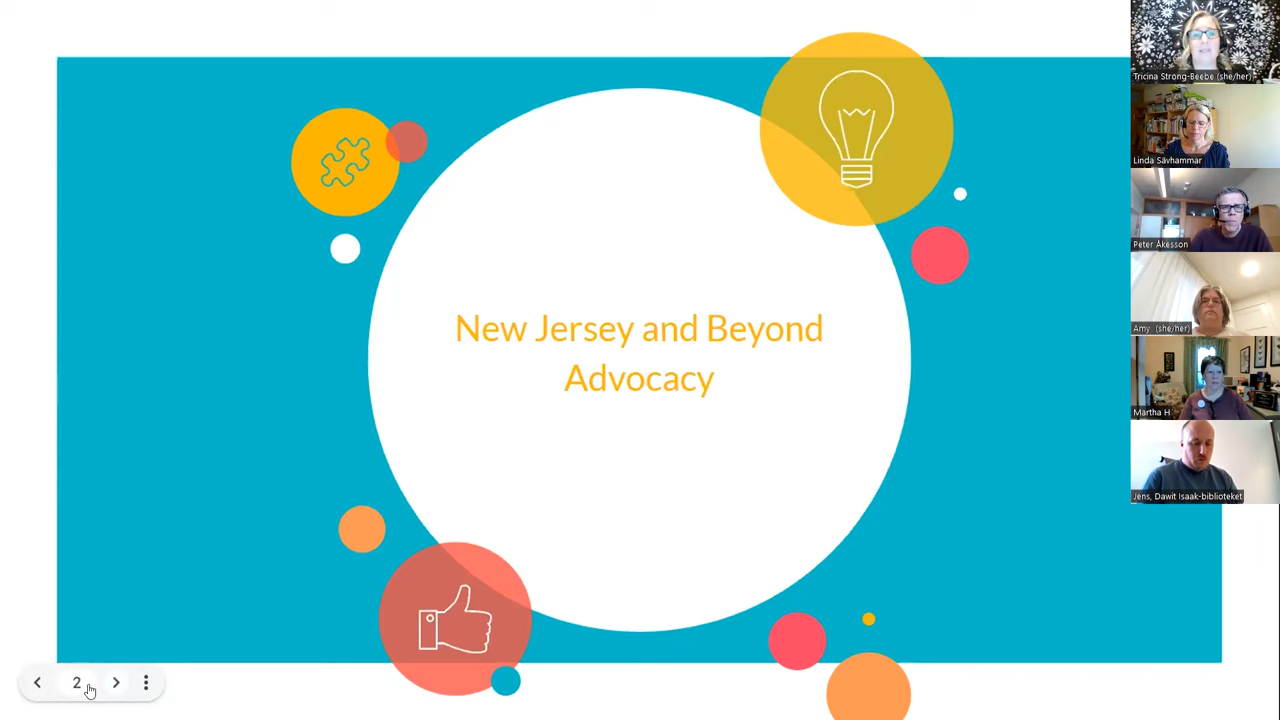 New Jersey and Beyond
Advocacy
Tricina Strong-Beebe (she/her)
Linda Sävhammar
Peter Åkesson
Amy (she/her)
Martha H
Jens, Dawit Isaak-biblioteket
2